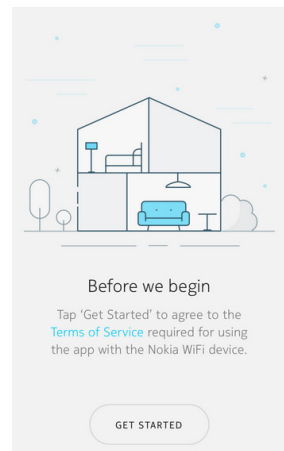 Before we begin
Tap ‘Get Started’ to agree to the
Terms of Service required for using
the app with the Nokia WiFi device.
GET STARTED